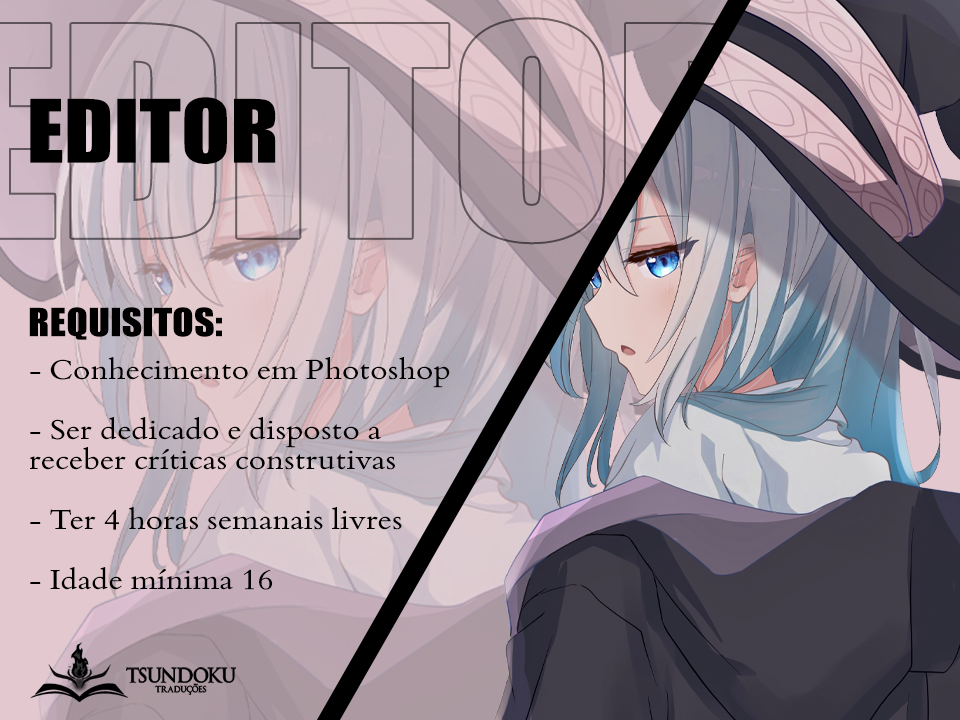 EDITOR
EDITOR
REQUISITOS:
- Conhecimento em Photoshop
- Ser dedicado e disposto a
receber críticas construtivas
- Ter 4 horas semanais livres
- Idade mínima 16
TSUNDOKU
TRADUÇÕES